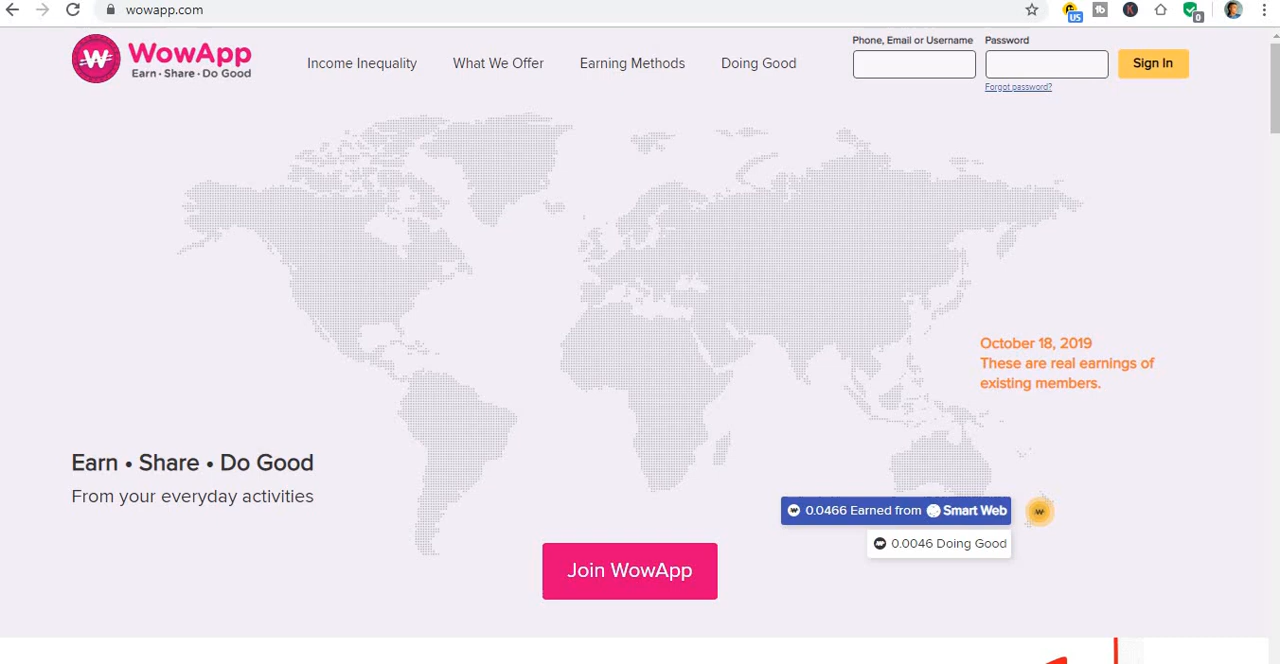 wowapp.com
US
0
WowApp
Earn • Share • Do Good
Income Inequality
What We Offer
Earning Methods
Doing Good
Phone, Email or Username
Password
Sign In
Forgot password?
October 18, 2019
These are real earnings of
existing members.
Earn • Share • Do Good
From your everyday activities
0.0466 Earned from Smart Web
0.0046 Doing Good
Join WowApp